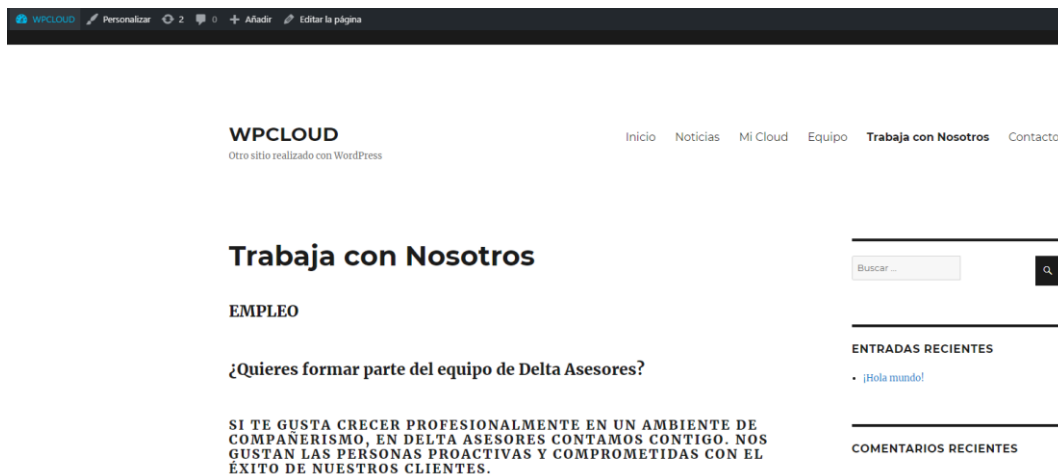 WPCLOUD Personalizar 2 0 Añadir Editar la página
WPCLOUD
Otro sitio realizado con WordPress
Inicio Noticias Mi Cloud Equipo Trabaja con Nosotros Contacto
Trabaja con Nosotros
EMPLEO
¿Quieres formar parte del equipo de Delta Asesores?
SI TE GUSTA CRECER PROFESIONALMENTE EN UN AMBIENTE DE
COMPAÑERISMO, EN DELTA ASESORES CONTAMOS CONTIGO. NOS
GUSTAN LAS PERSONAS PROACTIVAS Y COMPROMETIDAS CON EL
ÉXITO DE NUESTROS CLIENTES.
Buscar ...
ENTRADAS RECIENTES
¡Hola mundo!
COMENTARIOS RECIENTES